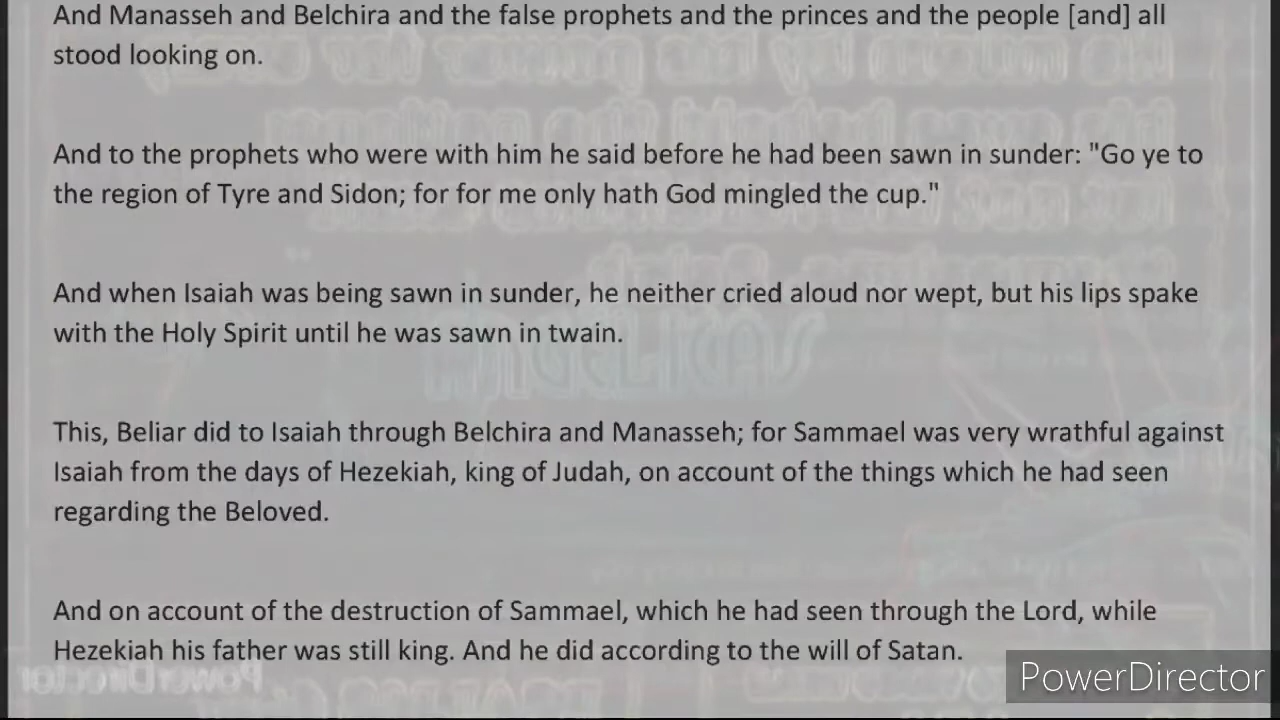 And Manasseh and Belchira and the false prophets and the princes and the people [and] all
stood looking on.
And to the prophets who were with him he said before he had been sawn in sunder: "Go ye to
the region of Tyre and Sidon; for for me only hath God mingled the cup."
And when Isaiah was being sawn in sunder, he neither cried aloud nor wept, but his lips spake
with the Holy Spirit until he was sawn in twain.
This, Beliar did to Isaiah through Belchira and Manasseh; for Sammael was very wrathful against
Isaiah from the days of Hezekiah, king of Judah, on account of the things which he had seen
regarding the Beloved.
And on account of the destruction of Sammael, which he had seen through the Lord, while
Hezekiah his father was still king. And he did according to the will of Satan.
PowerDirector